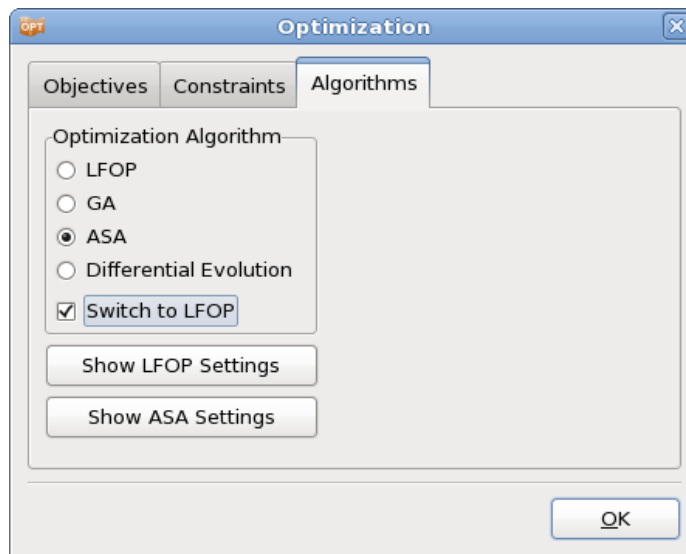 OPT
Optimization
Objectives Constraints Algorithms
Optimization Algorithm
LFOP
GA
ASA
Differential Evolution
Switch to LFOP
Show LFOP Settings
Show ASA Settings
OK